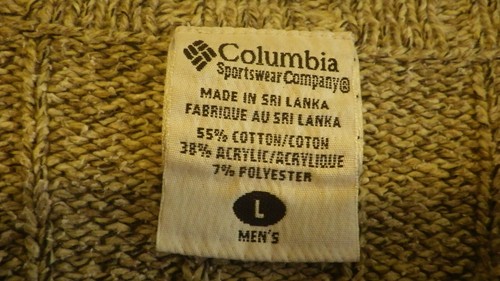 Columbia
Sportswear Company®
MADE IN SRI LANKA
FABRIQUE AU SRI LANKA
55% COTTON/COTON
38% ACRYLIC/ACRYLIQUE
7% POLYESTER
L
MEN'S